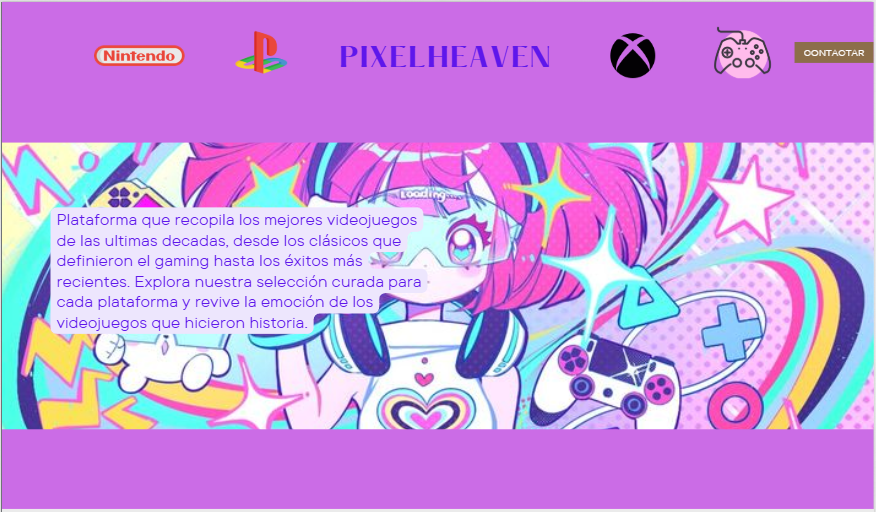 Nintendo
PIXELHEAVEN
CONTACTAR
Loading...
Plataforma que recopila los mejores videojuegos
de las ultimas decadas, desde los clásicos que
definieron el gaming hasta los éxitos más
recientes. Explora nuestra selección curada para
cada plataforma y revive la emoción de los
videojuegos que hicieron historia.